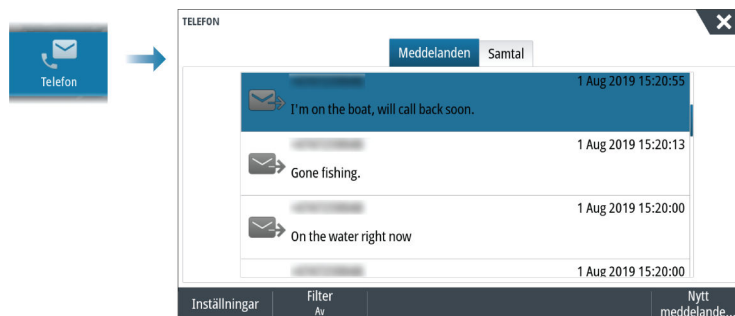 Telefon
TELEFON
Meddelanden
Samtal
1 Aug 2019 15:20:55
I'm on the boat, will call back soon.
1 Aug 2019 15:20:13
Gone fishing.
1 Aug 2019 15:20:00
On the water right now
1 Aug 2019 15:20:00
Inställningar
Filter
Av
Nytt
meddelande...